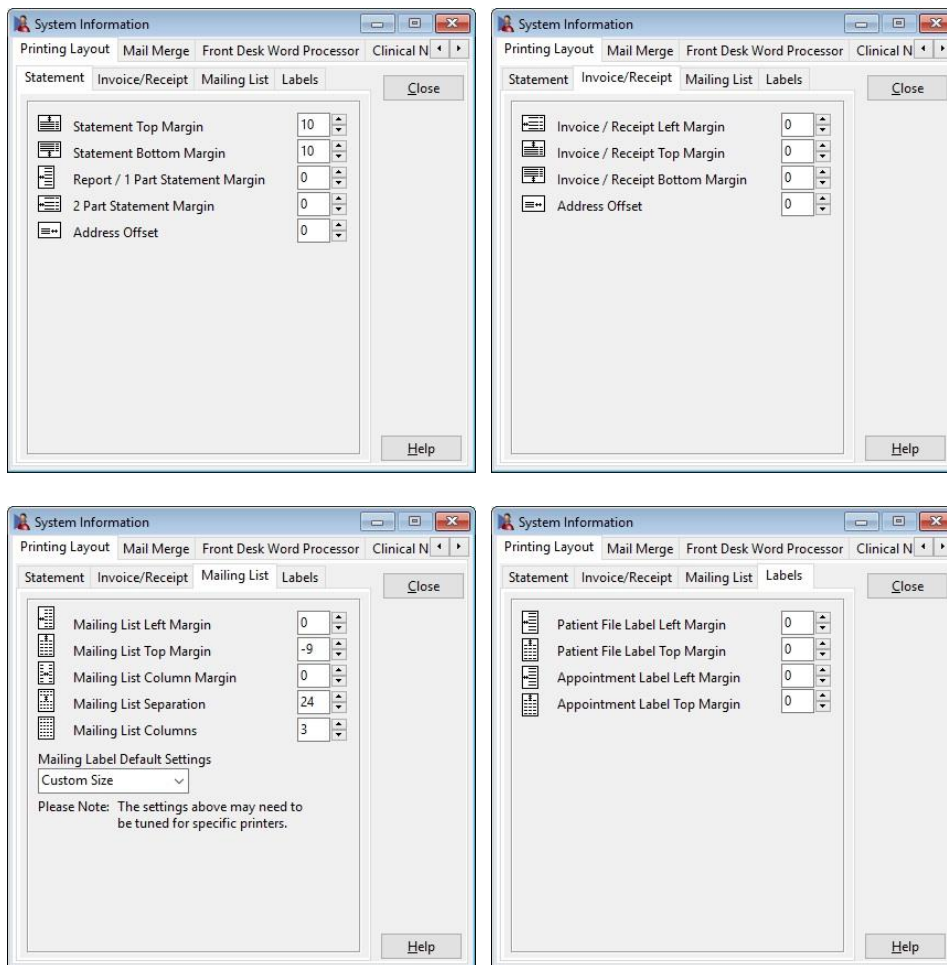 System Information
Printing Layout Mail Merge Front Desk Word Processor Clinical N
Statement Invoice/Receipt Mailing List Labels
Close
Statement Top Margin 10
Statement Bottom Margin 10
Report / 1 Part Statement Margin 0
2 Part Statement Margin 0
Address Offset 0
Help
System Information
Printing Layout Mail Merge Front Desk Word Processor Clinical N
Statement Invoice/Receipt Mailing List Labels
Close
Invoice / Receipt Left Margin 0
Invoice / Receipt Top Margin 0
Invoice / Receipt Bottom Margin 0
Address Offset 0
Help
System Information
Printing Layout Mail Merge Front Desk Word Processor Clinical N
Statement Invoice/Receipt Mailing List Labels
Close
Mailing List Left Margin 0
Mailing List Top Margin -9
Mailing List Column Margin 0
Mailing List Separation 24
Mailing List Columns 3
Mailing Label Default Settings
Custom Size
Please Note: The settings above may need to
be tuned for specific printers.
Help
System Information
Printing Layout Mail Merge Front Desk Word Processor Clinical N
Statement Invoice/Receipt Mailing List Labels
Close
Patient File Label Left Margin 0
Patient File Label Top Margin 0
Appointment Label Left Margin 0
Appointment Label Top Margin 0
Help